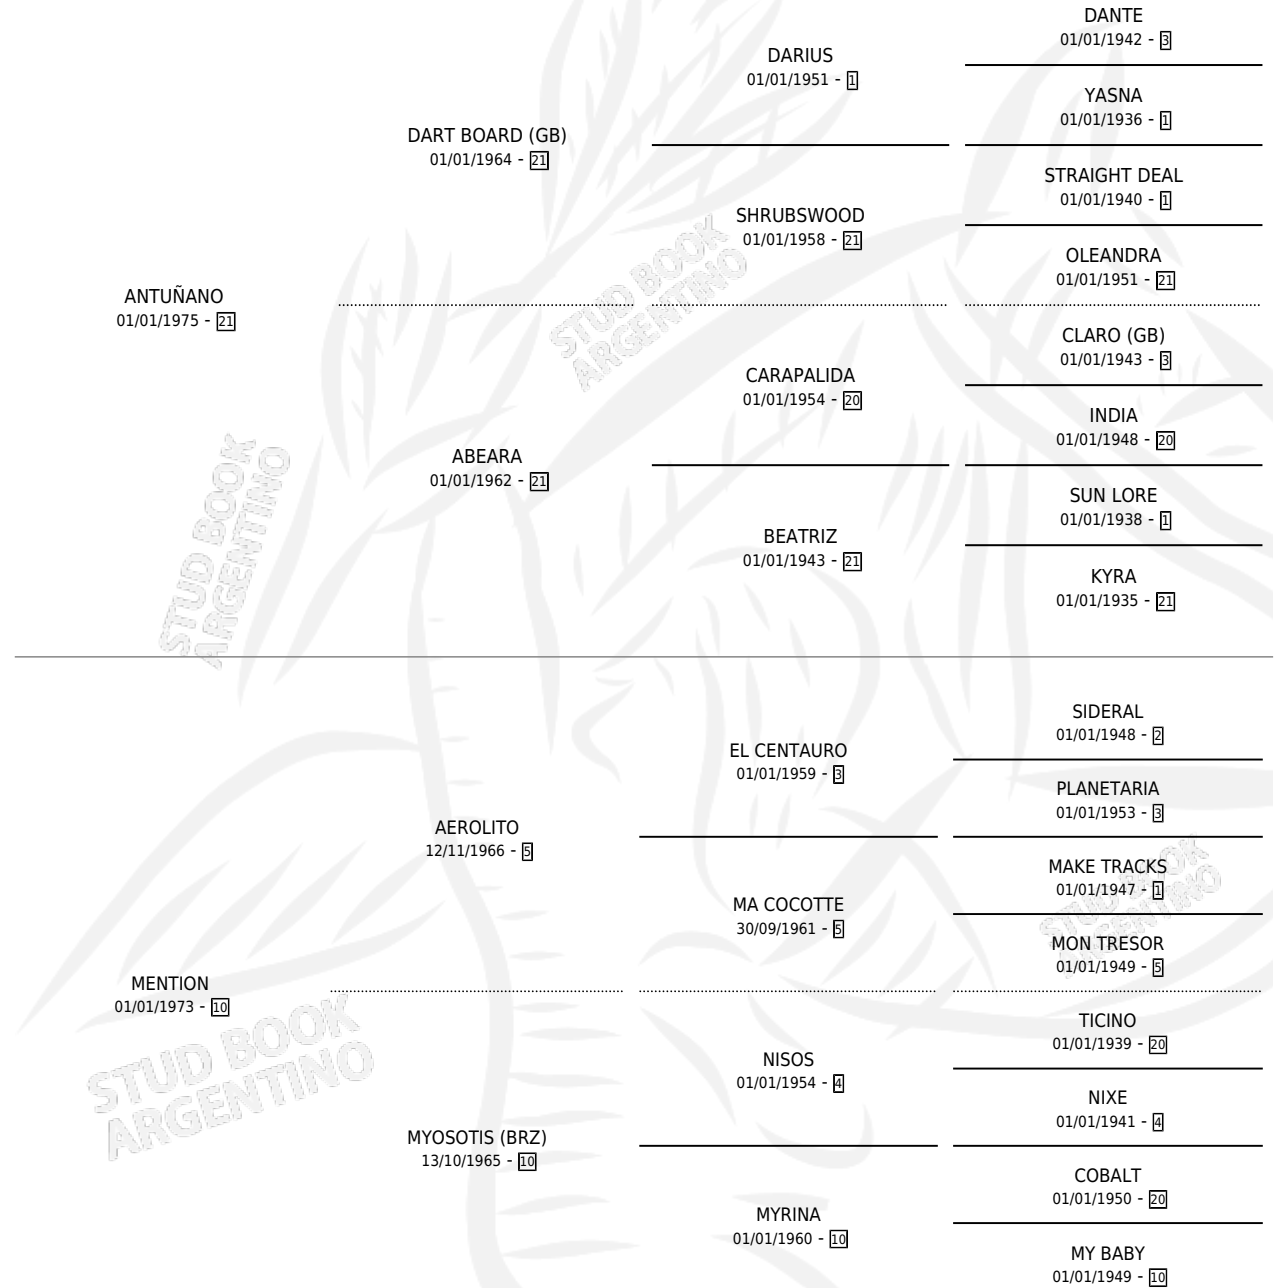 DANTE
01/01/1942 - 3
DARIUS
01/01/1951 - 1
YASNA
01/01/1936 - 1
DART BOARD (GB)
01/01/1964 - 21
STRAIGHT DEAL
01/01/1940 - 1
SHRUBSWOOD
01/01/1958 - 21
OLEANDRA
01/01/1951 - 21
ANTUÑANO
01/01/1975 - 21
STUD BOOK
ARGENTINO
CLARO (GB)
01/01/1943 - 3
CARAPALIDA
01/01/1954 - 20
INDIA
01/01/1948 - 20
ABEARA
01/01/1962 - 21
SUN LORE
01/01/1938 - 1
BEATRIZ
01/01/1943 - 21
KYRA
01/01/1935 - 21
STUD BOOK
ARGENTINO
SIDERAL
01/01/1948 - 2
EL CENTAURO
01/01/1959 - 3
PLANETARIA
01/01/1953 - 3
AEROLITO
12/11/1966 - 5
MAKE TRACKS
01/01/1947 - 1
MA COCOTTE
30/09/1961 - 5
STUD BOOK
ARGENTINO
MON TRESOR
01/01/1949 - 5
MENTION
01/01/1973 - 10
TICINO
01/01/1939 - 20
NISOS
01/01/1954 - 4
NIXE
01/01/1941 - 4
STUD BOOK
ARGENTINO
MYOSOTIS (BRZ)
13/10/1965 - 10
COBALT
01/01/1950 - 20
MYRINA
01/01/1960 - 10
MY BABY
01/01/1949 - 10